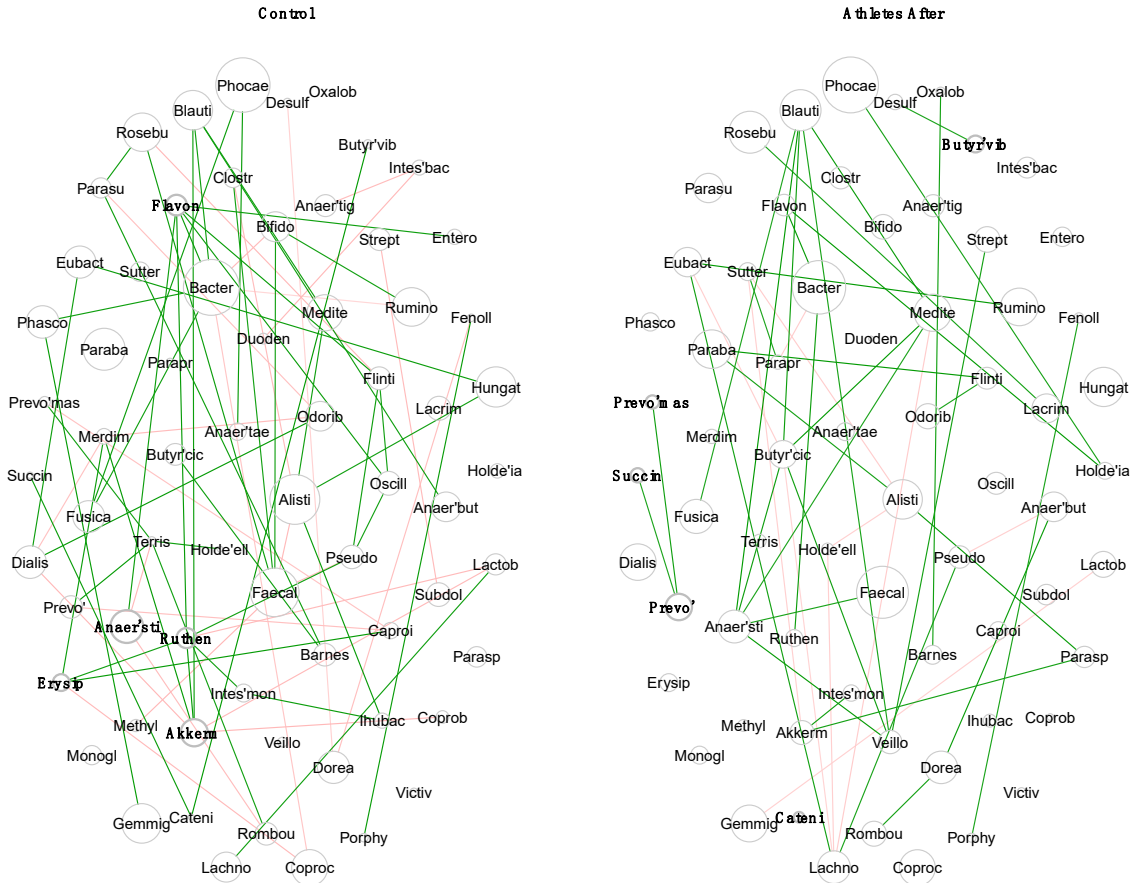 Control
Phocae
Desulf
Oxalob
Blauti
Rosebu
Butyr'vib
Intes'bac
Parasu
Clostr
Flavon
Anaer'tig
Bifido
Strept
Entero
Eubact
Sutter
Bacter
Rumino
Medite
Phasco
Fenoll
Duoden
Paraba
Parapr
Flinti
Hungat
Prevo'mas
Lacrim
Odorib
Merdim
Anaer'tae
Butyr'cic
Holde'ia
Succin
Oscill
Alisti
Anaer'but
Fusica
Terris
Holde'ell
Pseudo
Dialis
Lactob
Faecal
Subdol
Prevo'
Anaer'sti
Ruthen
Caproi
Barnes
Parasp
Erysip
Intes'mon
Methyl
Akkerm
Ihubac
Coprob
Veillo
Monogl
Dorea
Victiv
Gemmig
Cateni
Rombou
Porphy
Lachno
Coproc
Athletes After
Phocae
Desulf
Oxalob
Blauti
Rosebu
Butyr'vib
Intes'bac
Parasu
Clostr
Flavon
Anaer'tig
Bifido
Strept
Entero
Eubact
Sutter
Bacter
Rumino
Medite
Phasco
Fenoll
Duoden
Paraba
Parapr
Flinti
Hungat
Prevo'mas
Lacrim
Odorib
Merdim
Anaer'tae
Butyr'cic
Holde'ia
Succin
Oscill
Alisti
Anaer'but
Fusica
Terris
Holde'ell
Pseudo
Dialis
Lactob
Faecal
Subdol
Prevo'
Anaer'sti
Ruthen
Caproi
Barnes
Parasp
Erysip
Intes'mon
Methyl
Akkerm
Ihubac
Coprob
Veillo
Monogl
Dorea
Victiv
Gemmig
Cateni
Rombou
Porphy
Lachno
Coproc